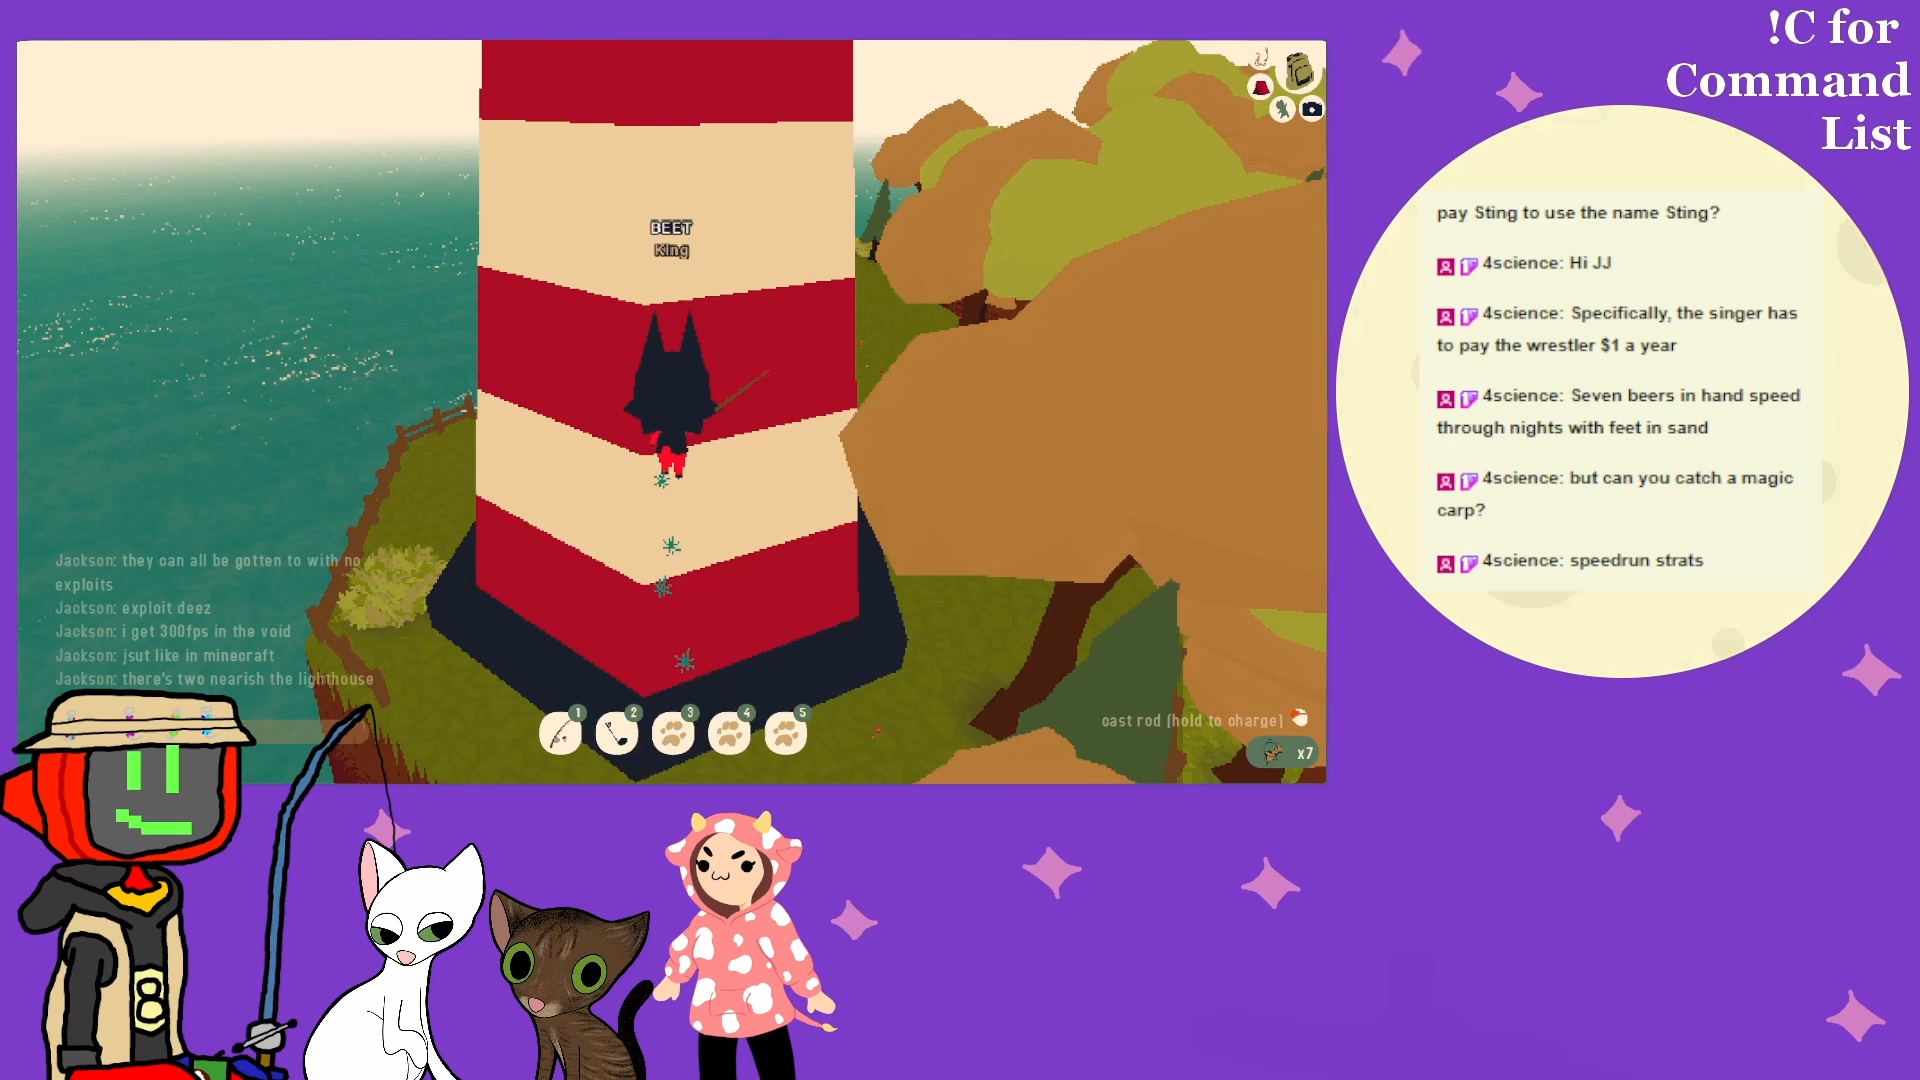 !C for
Command
List
pay Sting to use the name Sting?
4science: Hi JJ
4science: Specifically, the singer has
to pay the wrestler $1 a year
4science: Seven beers in hand speed
through nights with feet in sand
4science: but can you catch a magic
carp?
4science: speedrun strats
BEET
King
Jackson: they can all be gotten to with no
exploits
Jackson: exploit deez
Jackson: i get 300fps in the void
Jackson: jsut like in minecraft
Jackson: there's two nearish the lighthouse
1
2
3
4
5
cast rod [hold to charge]
x7
8